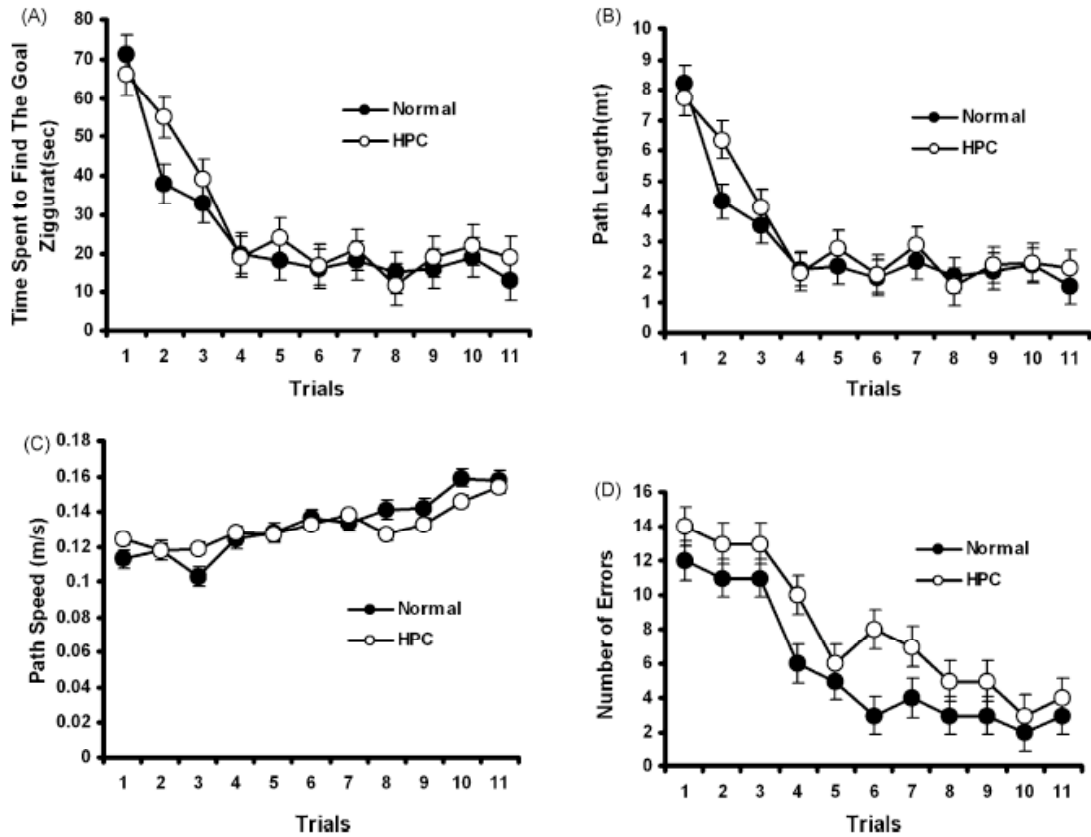 (A)
80
70
60
50
40
30
20
10
0
Time Spent to Find The Goal
Ziggurat(sec)
Normal
HPC
1 2 3 4 5 6 7 8 9 10 11
Trials
(B)
10
9
8
7
6
5
4
3
2
1
0
Path Length(mt)
Normal
HPC
1 2 3 4 5 6 7 8 9 10 11
Trials
(C)
0.18
0.16
0.14
0.12
0.1
0.08
0.06
0.04
0.02
0
Path Speed (m/s)
Normal
HPC
1 2 3 4 5 6 7 8 9 10 11
Trials
(D)
16
14
12
10
8
6
4
2
0
Number of Errors
Normal
HPC
1 2 3 4 5 6 7 8 9 10 11
Trials